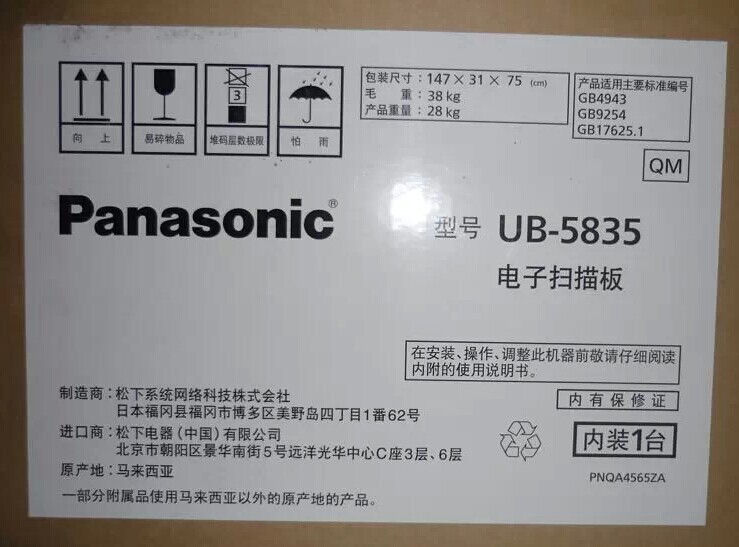 3
向 上
易碎物品
堆码层数极限
怕 雨
包装尺寸：147 × 31 × 75 (cm)
毛 重：38 kg
产品重量：28 kg
产品适用主要标准编号
GB4943
GB9254
GB17625.1
QM
Panasonic®
型号 UB-5835
电子扫描板
在安装、操作、调整此机器前敬请仔细阅读
内附的使用说明书。
制造商：松下系统网络科技株式会社
日本福冈县福冈市博多区美野岛四丁目1番62号
进口商：松下电器（中国）有限公司
北京市朝阳区景华南街5号远洋光华中心C座3层、6层
原产地：马来西亚
一部分附属品使用马来西亚以外的原产地的产品。
内有保修证
内装1台
PNQA4565ZA